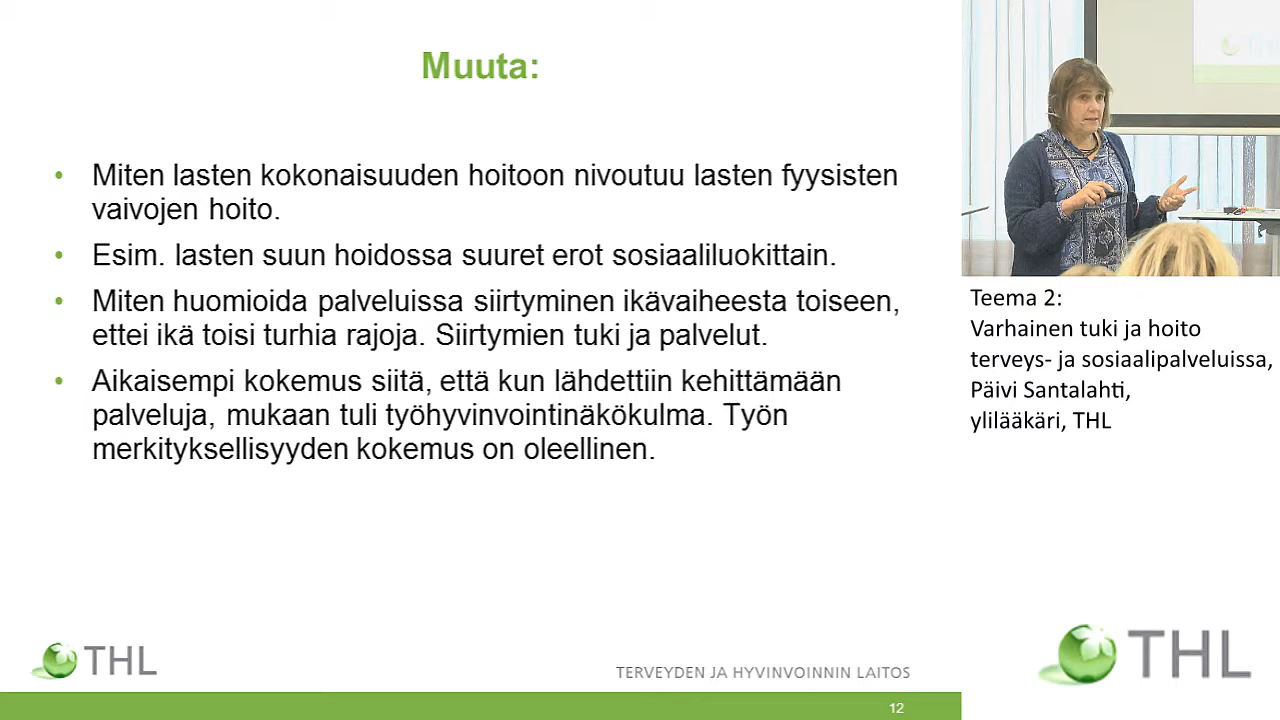 Muuta:
• Miten lasten kokonaisuuden hoitoon nivoutuu lasten fyysisten
vaivojen hoito.
• Esim. lasten suun hoidossa suuret erot sosiaaliluokittain.
• Miten huomioida palveluissa siirtyminen ikävaiheesta toiseen,
ettei ikä toisi turhia rajoja. Siirtymien tuki ja palvelut.
• Aikaisempi kokemus siitä, että kun lähdettiin kehittämään
palveluja, mukaan tuli työhyvinvointinäkökulma. Työn
merkityksellisyyden kokemus on oleellinen.
THL
TERVEYDEN JA HYVINVOINNIN LAITOS
12
Teema 2:
Varhainen tuki ja hoito
terveys- ja sosiaalipalveluissa,
Päivi Santalahti,
ylilääkäri, THL
THL